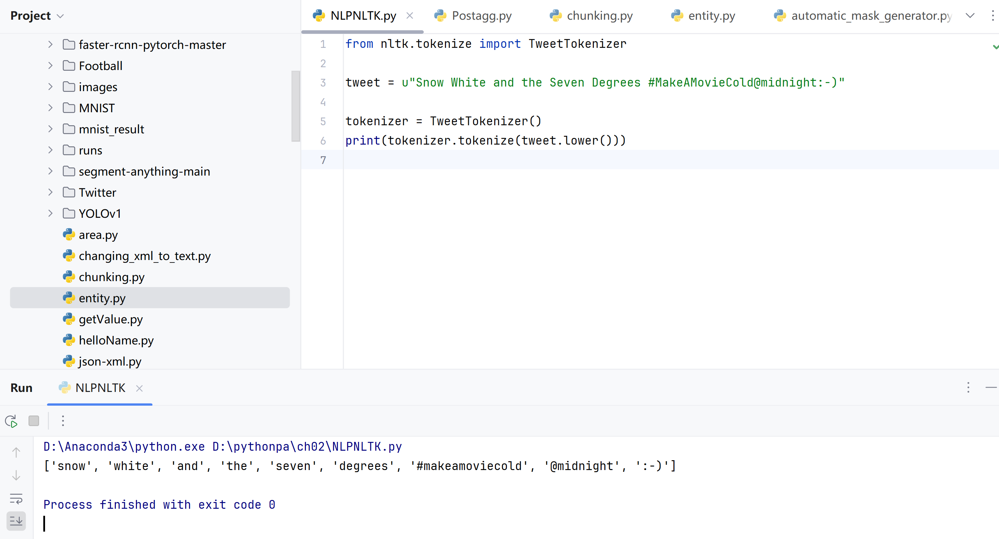 Project
NLPNLTK.py
Postagg.py
chunking.py
entity.py
automatic_mask_generator.py
faster-rcnn-pytorch-master
Football
images
MNIST
mnist_result
runs
segment-anything-main
Twitter
YOLOv1
area.py
changing_xml_to_text.py
chunking.py
entity.py
getValue.py
helloName.py
json-xml.py
1 from nltk.tokenize import TweetTokenizer
2
3 tweet = u"Snow White and the Seven Degrees #MakeAMovieCold@midnight:-)"
4
5 tokenizer = TweetTokenizer()
6 print(tokenizer.tokenize(tweet.lower()))
7
Run
NLPNLTK
D:\Anaconda3\python.exe D:\pythonpa\ch02\NLPNLTK.py
['snow', 'white', 'and', 'the', 'seven', 'degrees', '#makeamoviecold', '@midnight', ':-)']
Process finished with exit code 0